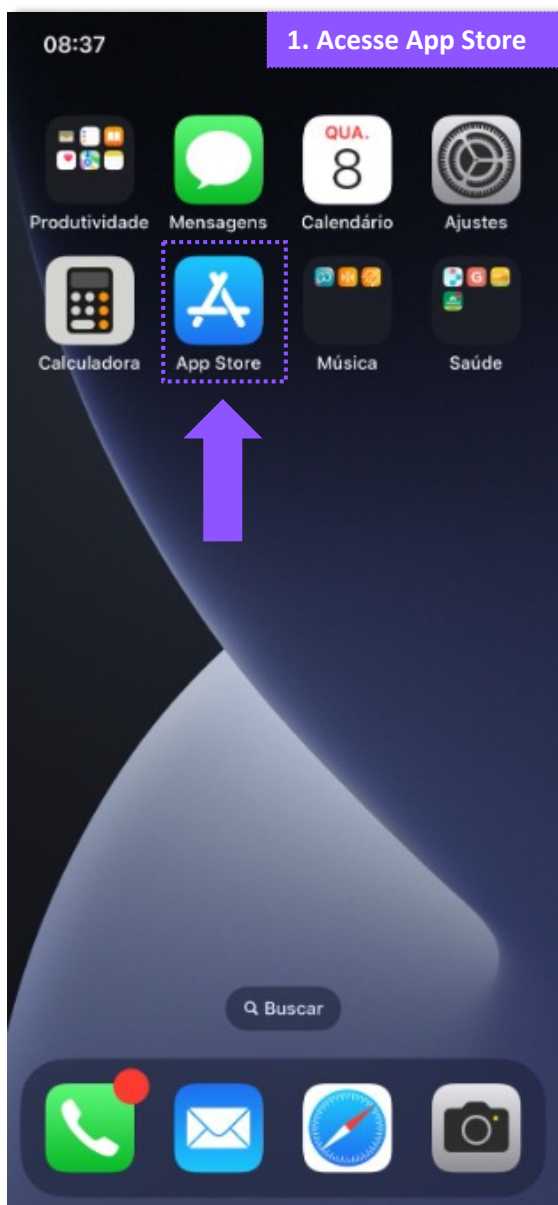 08:37
1. Acesse App Store
QUA.
8
Produtividade Mensagens Calendário Ajustes
Calculadora App Store Música Saúde
Buscar